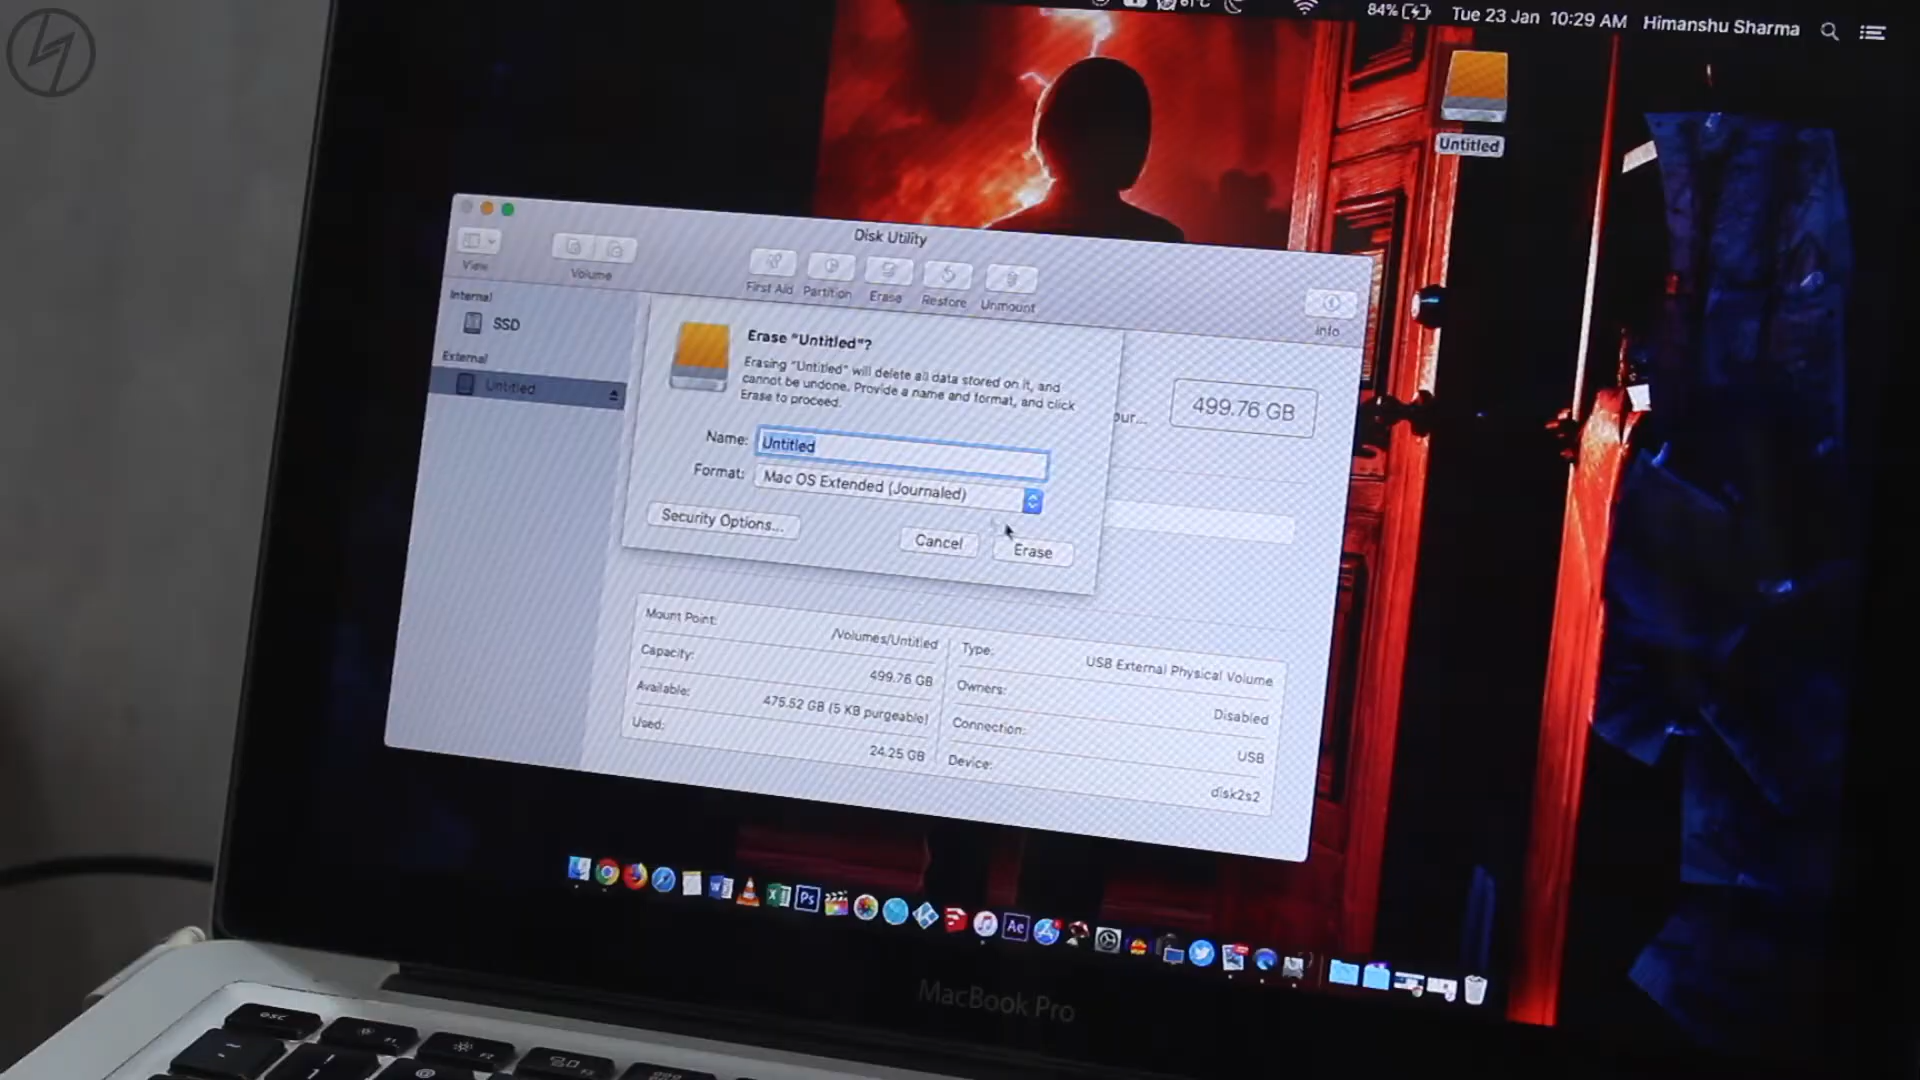 84% Tue 23 Jan 10:29 AM Himanshu Sharma
Untitled
Disk Utility
View
Volume
First Aid Partition Erase Restore Unmount
Info
Internal
SSD
External
Untitled
Erase "Untitled"?
Erasing "Untitled" will delete all data stored on it, and
cannot be undone. Provide a name and format, and click
Erase to proceed.
499.76 GB
Name: Untitled
Format: Mac OS Extended (Journaled)
Security Options...
Cancel
Erase
Mount Point: /Volumes/Untitled
Capacity: 499.76 GB
Available: 475.52 GB (5 KB purgeable)
Used: 24.25 GB
Type: USB External Physical Volume
Owners: Disabled
Connection: USB
Device: disk2s2
Ps
Ae
MacBook Pro
esc